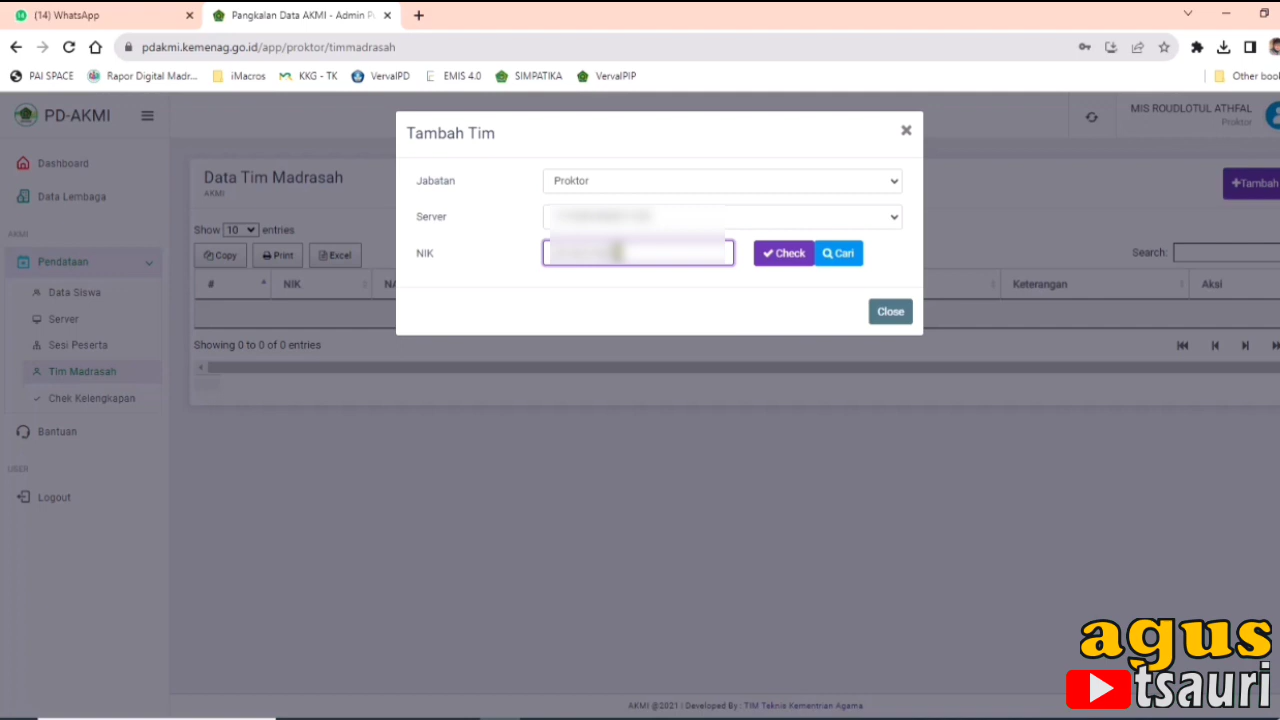 (14) WhatsApp
Pangkalan Data AKMI - Admin P
pdakmi.kemenag.go.id/app/proktor/timmadrasah
PAI SPACE
Rapor Digital Madr...
iMacros
KKG - TK
VervalPD
EMIS 4.0
SIMPATIKA
VervalPIP
Other book
PD-AKMI
MIS ROUDLOTUL ATHFAL
Proktor
Dashboard
Data Lembaga
AKMI
Pendataan
Data Siswa
Server
Sesi Peserta
Tim Madrasah
Chek Kelengkapan
Bantuan
USER
Logout
Data Tim Madrasah
AKMI
+Tambah
Show 10 entries
Copy
Print
Excel
Search:
#
NIK
NA
Keterangan
Aksi
Showing 0 to 0 of 0 entries
Tambah Tim
Jabatan
Proktor
Server
NIK
Check
Cari
Close
AKMI @2021 | Developed By : TIM Teknis Kementrian Agama
agus
tsauri